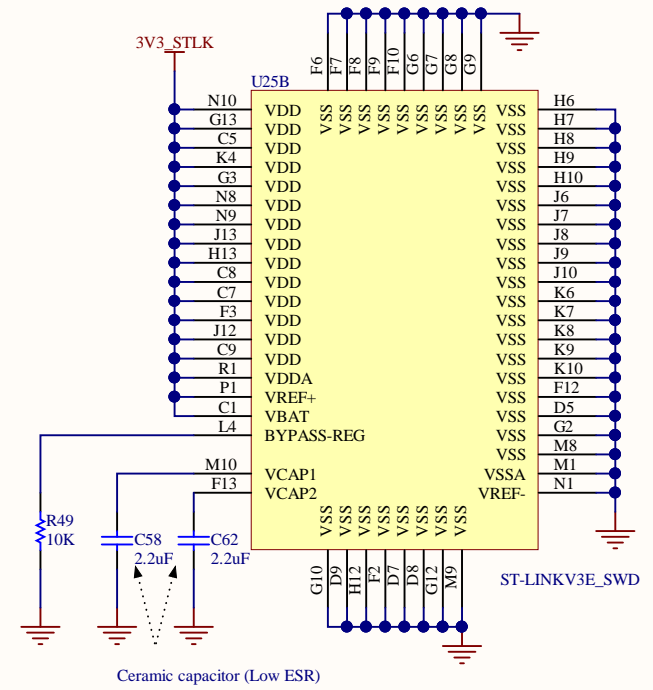 3V3_STLK
U25B
F6 F7 F8 F9 F10 G6 G7 G8 G9
VSS VSS VSS VSS VSS VSS VSS VSS VSS
N10 VDD VSS H6
G13 VDD VSS H7
C5 VDD VSS H8
K4 VDD VSS H9
G3 VDD VSS H10
N8 VDD VSS J6
N9 VDD VSS J7
J13 VDD VSS J8
H13 VDD VSS J9
C8 VDD VSS J10
C7 VDD VSS K6
F3 VDD VSS K7
J12 VDD VSS K8
C9 VDD VSS K9
R1 VDDA VSS K10
P1 VREF+ VSS F12
C1 VBAT VSS D5
L4 BYPASS-REG VSS G2
VSS M8
M10 VCAP1 VSSA M1
F13 VCAP2 VREF- N1
VSS VSS VSS VSS VSS VSS VSS VSS
G10 D9 H12 F2 D7 D8 G12 M9
R49
10K
C58
2.2uF
C62
2.2uF
ST-LINKV3E_SWD
Ceramic capacitor (Low ESR)